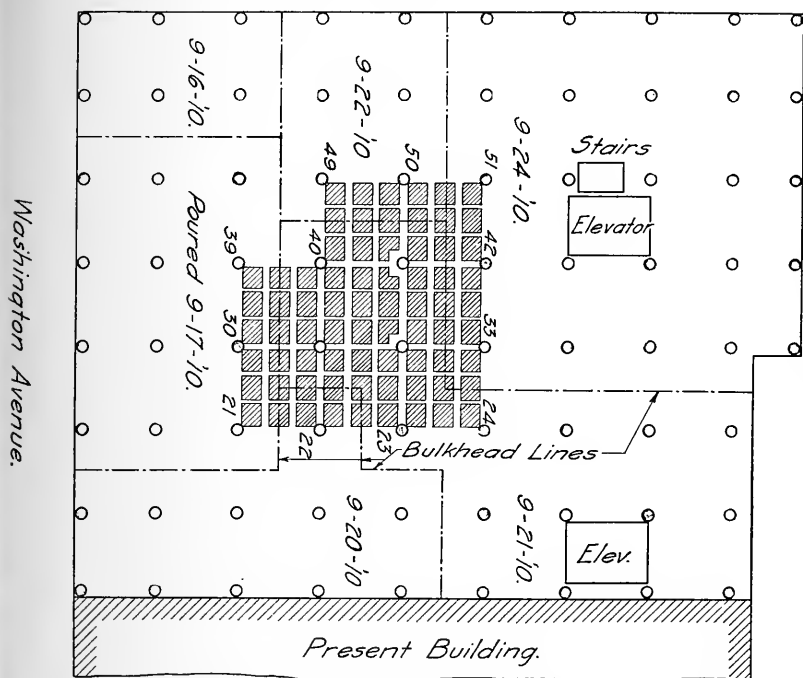 9-16-'10.
9-22-'10
9-24-'10.
Stairs
Elevator
49
50
51
39
40
42
Poured 9-17-'10.
30
33
21
22
23
24
Bulkhead Lines
9-20-'10
9-21-'10.
Elev.
Present Building.
Washington Avenue.